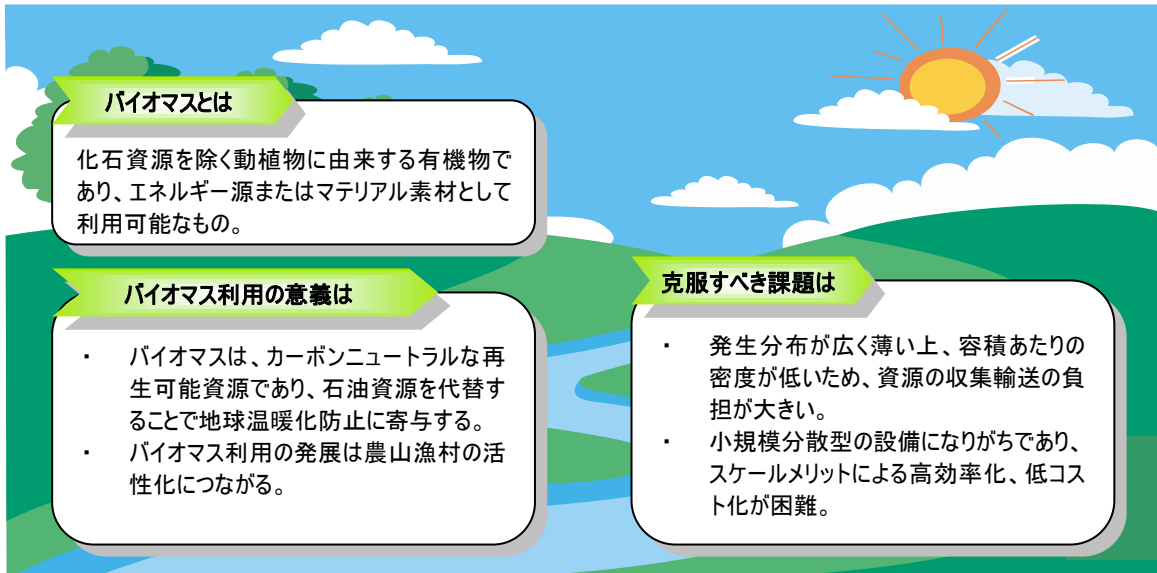 バイオマスとは
化石資源を除く動植物に由来する有機物で
あり、エネルギー源またはマテリアル素材として
利用可能なもの。
バイオマス利用の意義は
・ バイオマスは、カーボンニュートラルな再
生可能資源であり、石油資源を代替す
ることで地球温暖化防止に寄与する。
・ バイオマス利用の発展は農山漁村の活
性化につながる。
克服すべき課題は
・ 発生分布が広く薄い上、容積あたりの
密度が低いため、資源の収集輸送の負
担が大きい。
・ 小規模分散型の設備になりがちであり、
スケールメリットによる高効率化、低コス
ト化が困難。